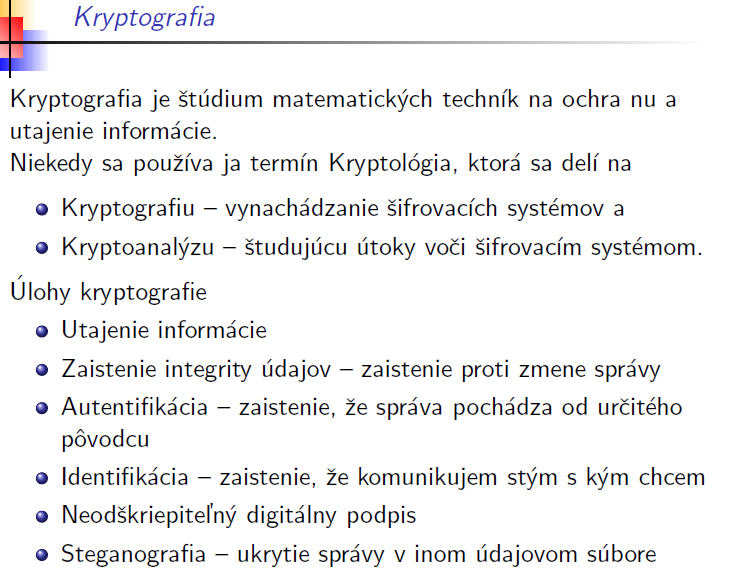 Kryptografia
Kryptografia je štúdium matematických techník na ochra nu a
utajenie informácie.
Niekedy sa používa ja termín Kryptológia, ktorá sa delí na
Kryptografiu – vynachádzanie šifrovacích systémov a
Kryptoanalýzu – študujúcu útoky voči šifrovacím systémom.
Úlohy kryptografie
Utajenie informácie
Zaistenie integrity údajov – zaistenie proti zmene správy
Autentifikácia – zaistenie, že správa pochádza od určitého
pôvodcu
Identifikácia – zaistenie, že komunikujem stým s kým chcem
Neodškriepiteľný digitálny podpis
Steganografia – ukrytie správy v inom údajovom súbore